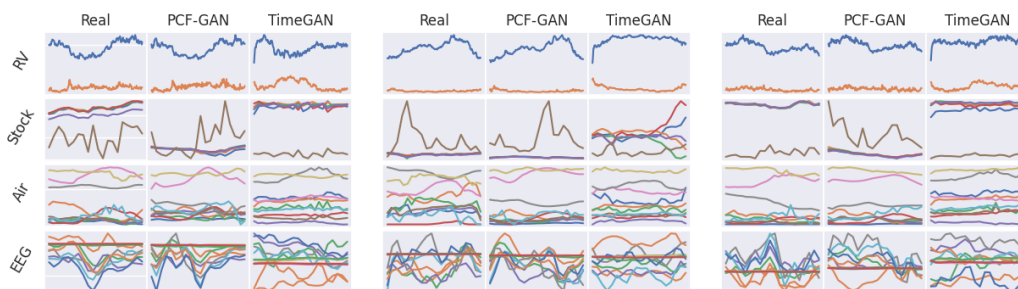 Real PCF-GAN TimeGAN Real PCF-GAN TimeGAN Real PCF-GAN TimeGAN
RV
Stock
Air
EEG